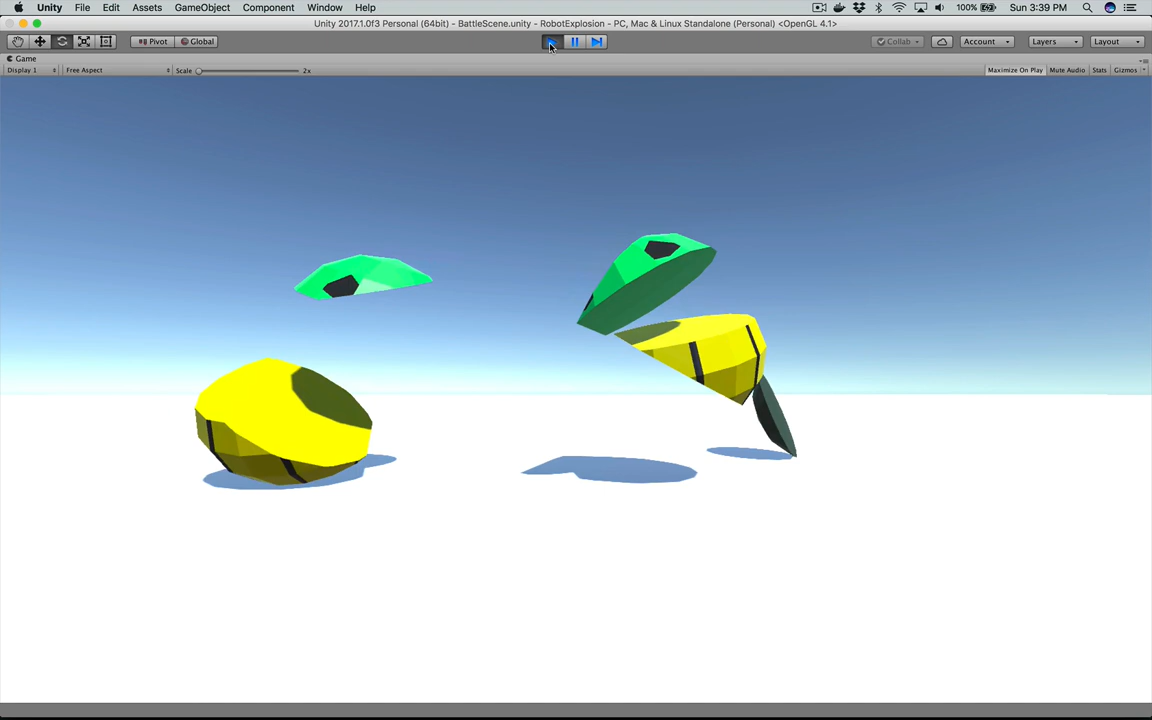 Unity File Edit Assets GameObject Component Window Help 100% Sun 3:39 PM
Unity 2017.1.0f3 Personal (64bit) - BattleScene.unity - RobotExplosion - PC, Mac & Linux Standalone (Personal) <OpenGL 4.1>
Pivot Global Collab Account Layers Layout
Game
Display 1 Free Aspect Scale 2x Maximize On Play Mute Audio Stats Gizmos